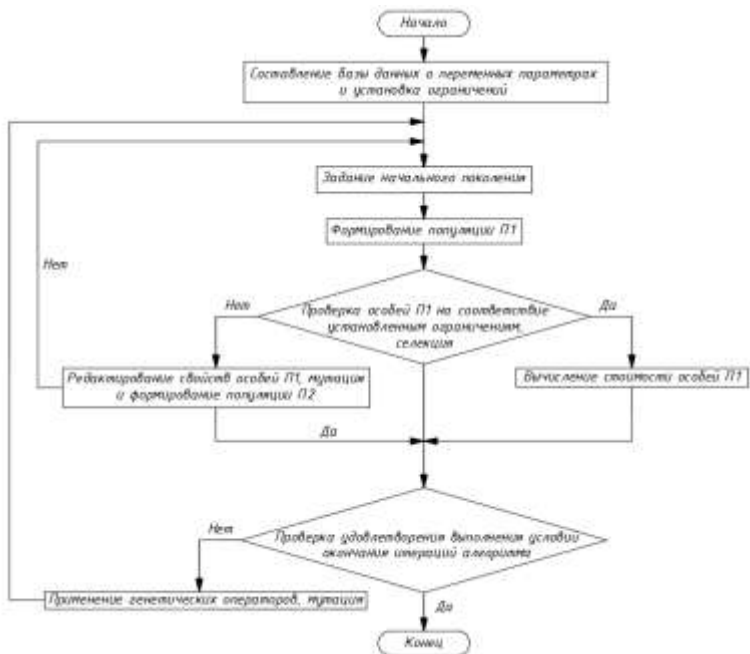 Начало
Составление базы данных о переменных параметрах
и установка ограничений
Задание начального поколения
Формирование популяции П1
Нет
Нет
Проверка особей П1 на соответствие
установленным ограничениям,
селекция
Да
Редактирование свойств особей П1, мутация
и формирование популяции П2
Вычисление стоимости особей П1
Да
Нет
Проверка удовлетворения выполнения условий
окончания итераций алгоритма
Применение генетических операторов, мутация
Да
Конец